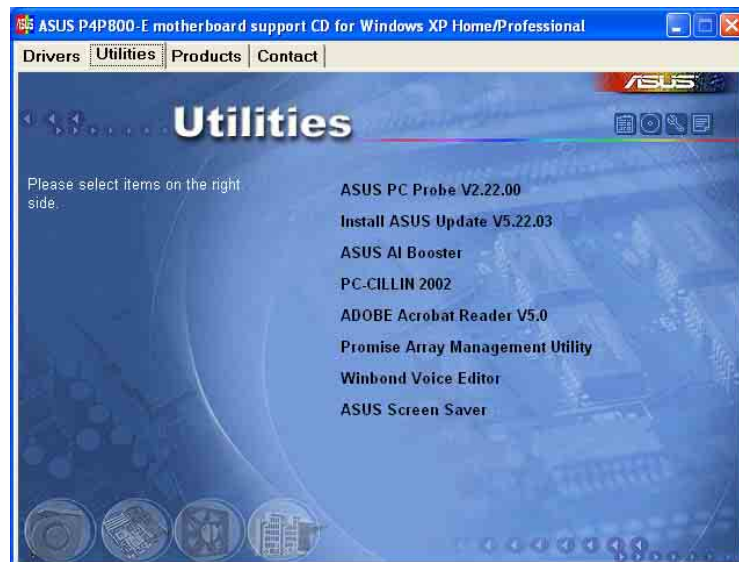 ASUS P4P800-E motherboard support CD for Windows XP Home/Professional
Drivers Utilities Products Contact
ASUS
Utilities
Please select items on the right
side.
ASUS PC Probe V2.22.00
Install ASUS Update V5.22.03
ASUS AI Booster
PC-CILLIN 2002
ADOBE Acrobat Reader V5.0
Promise Array Management Utility
Winbond Voice Editor
ASUS Screen Saver